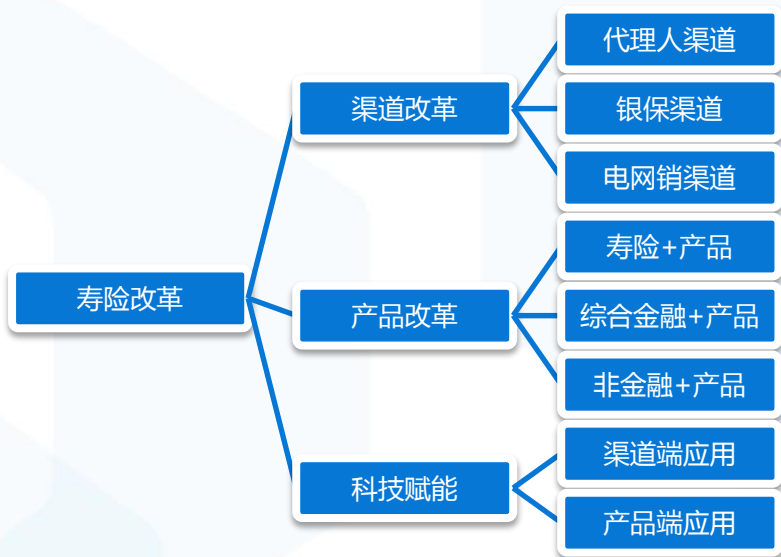 寿险改革
渠道改革
代理人渠道
银保渠道
电网销渠道
产品改革
寿险+产品
综合金融+产品
非金融+产品
科技赋能
渠道端应用
产品端应用